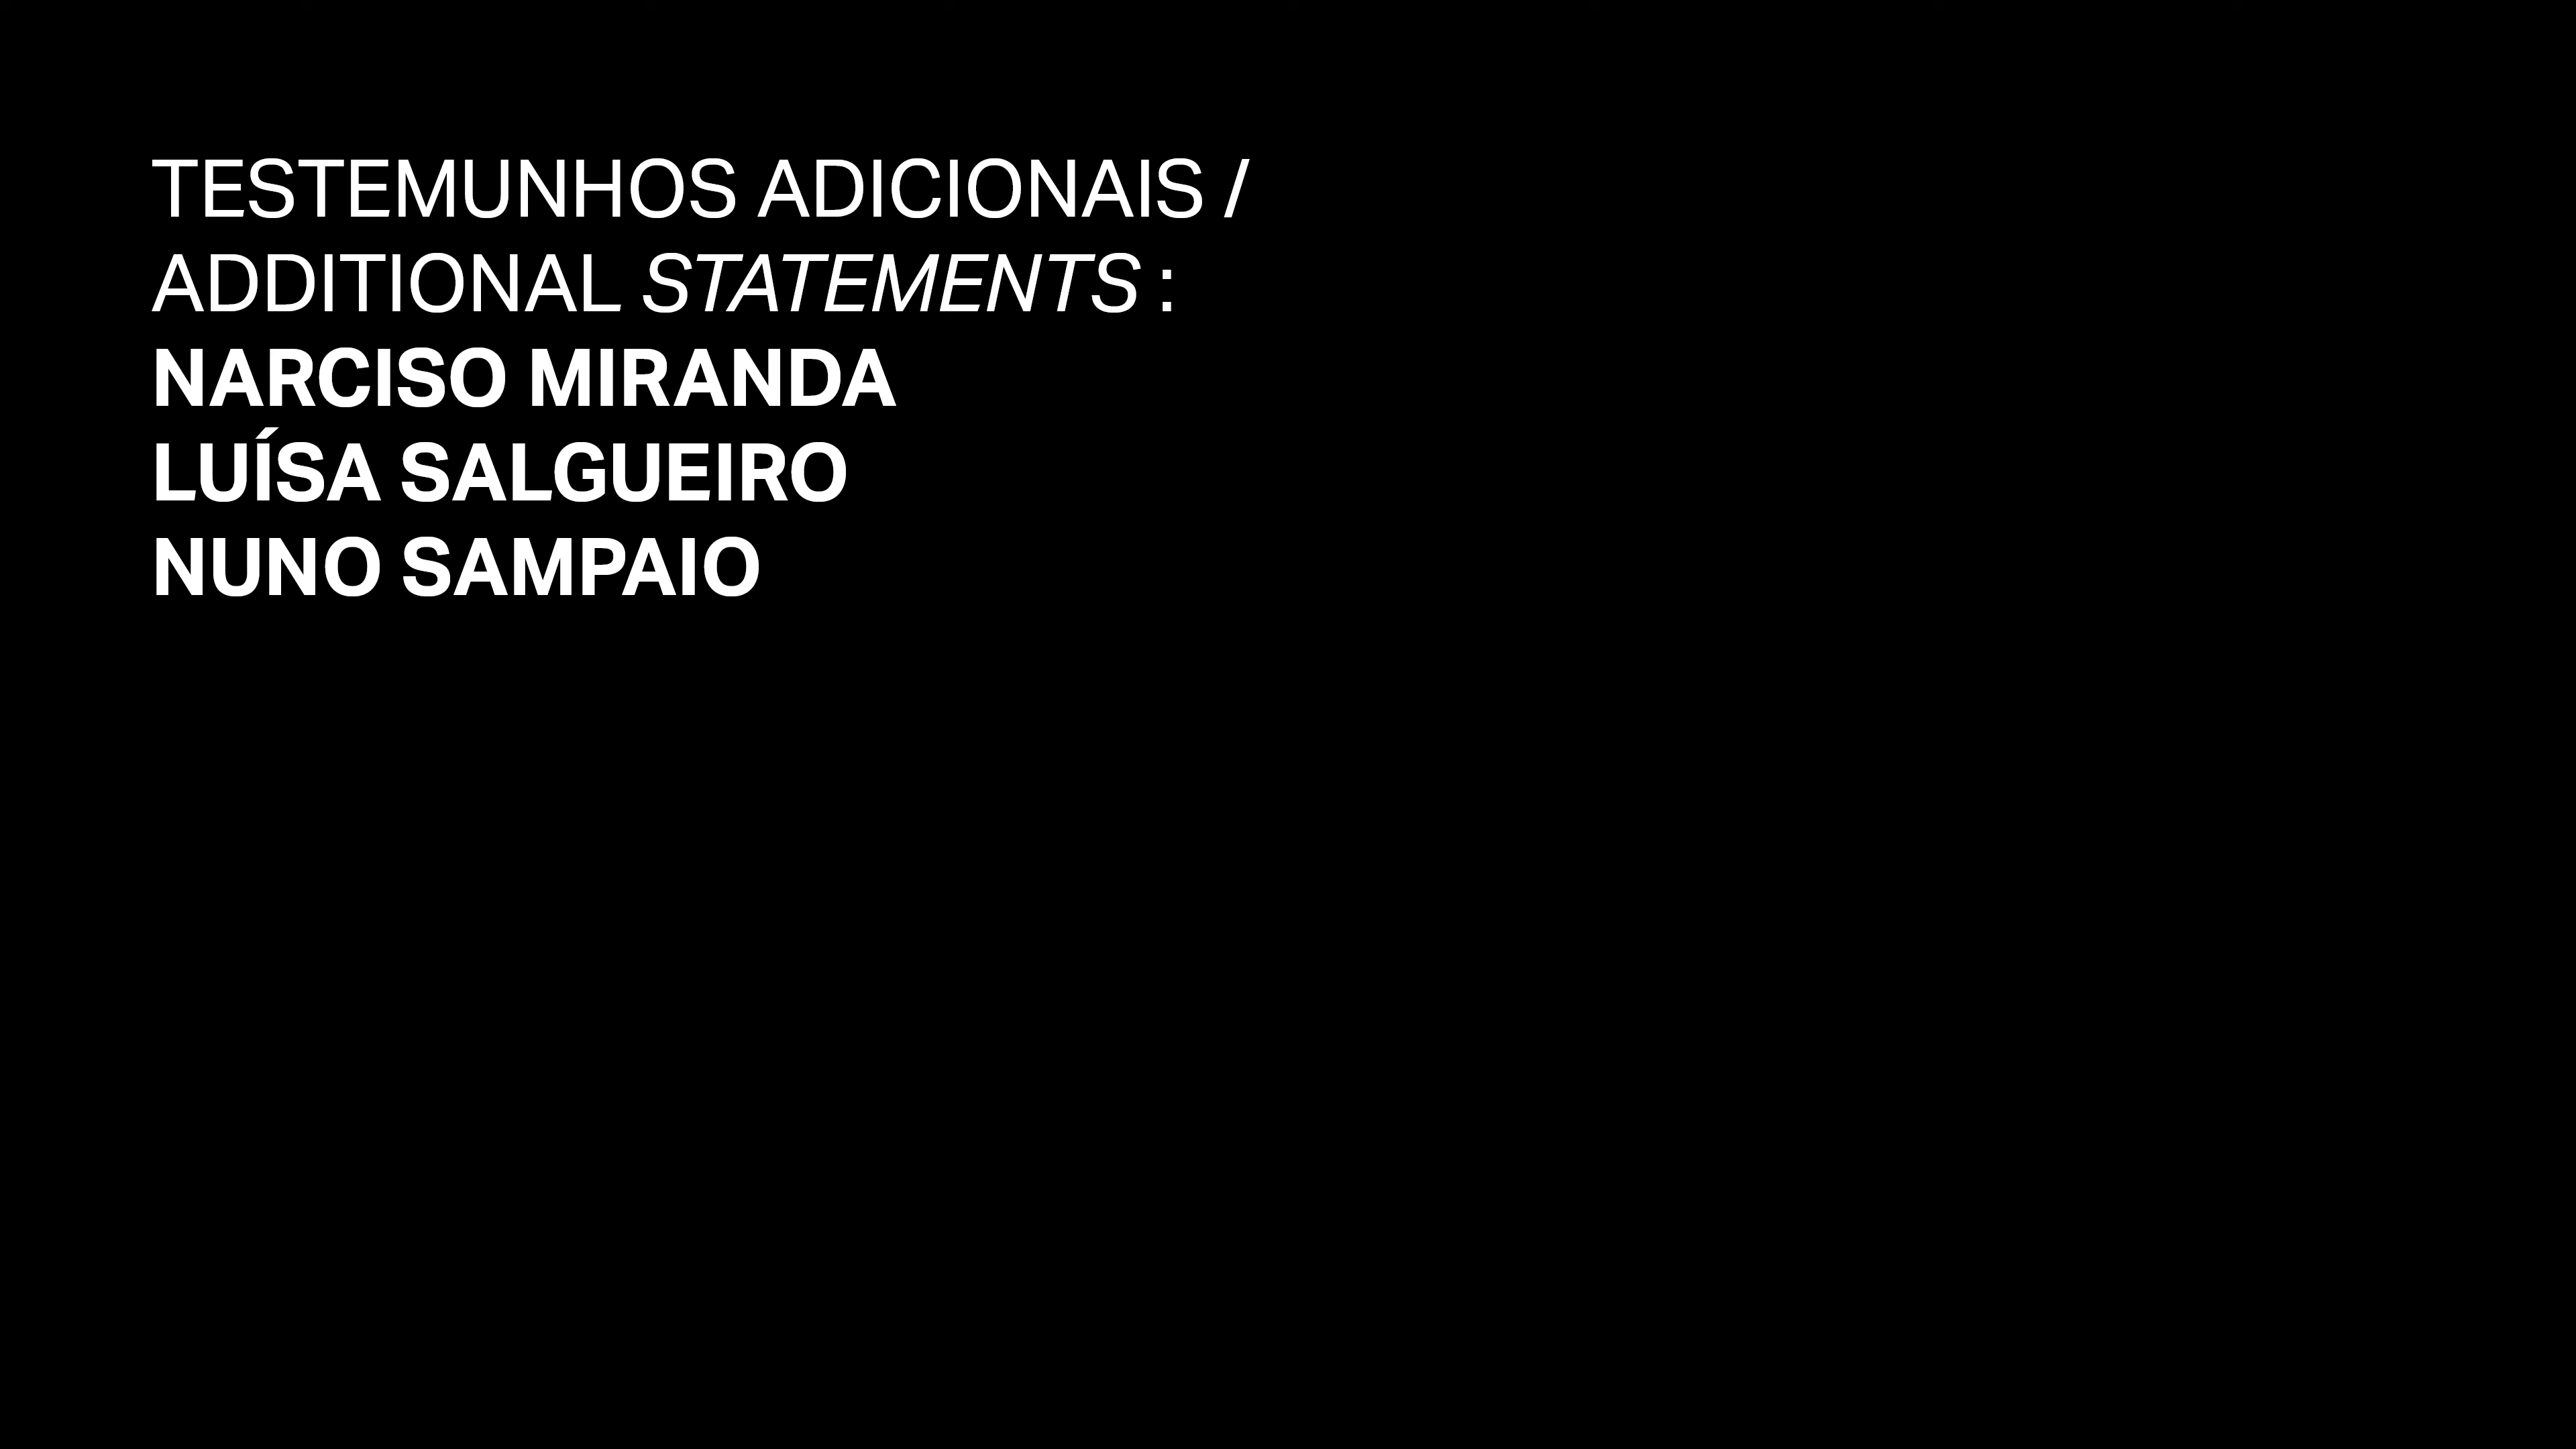 TESTEMUNHOS ADICIONAIS /
ADDITIONAL STATEMENTS :
NARCISO MIRANDA
LUÍSA SALGUEIRO
NUNO SAMPAIO